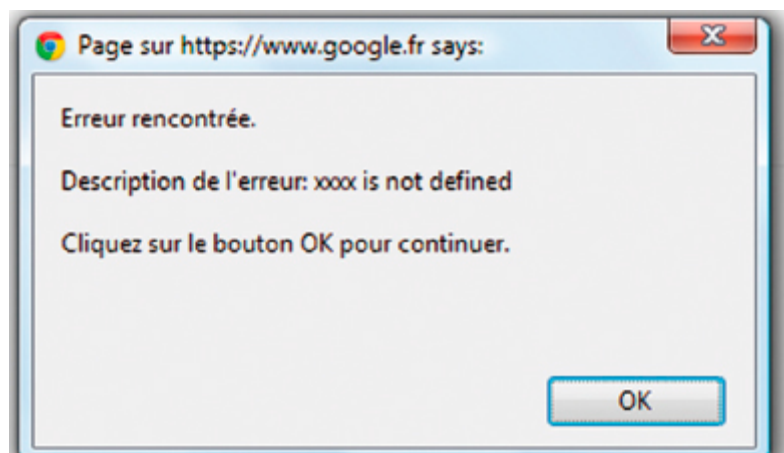 Page sur https://www.google.fr says:
Erreur rencontrée.
Description de l'erreur: xxxx is not defined
Cliquez sur le bouton OK pour continuer.
OK